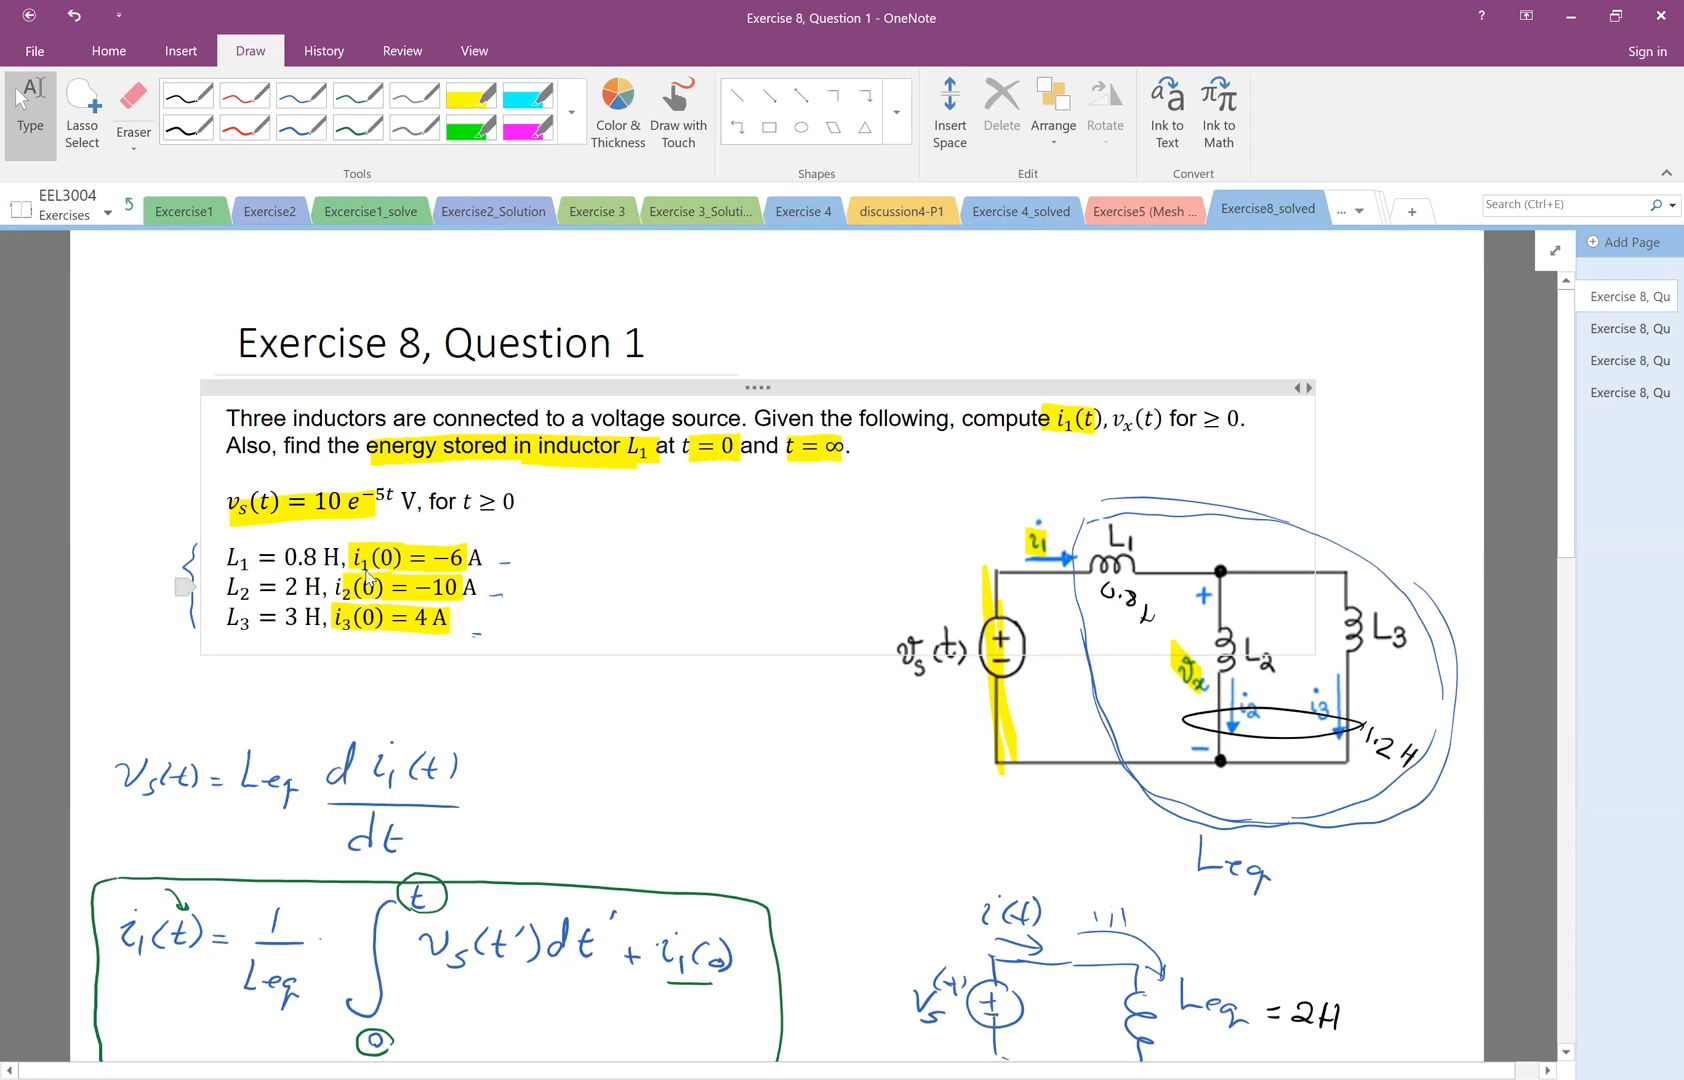 Exercise 8, Question 1 - OneNote
?
File Home Insert Draw History Review View Sign in
Type
Lasso Select
Eraser
Color & Thickness
Draw with Touch
Insert Space
Delete
Arrange
Rotate
Ink to Text
Ink to Math
Tools Shapes Edit Convert
EEL3004
Exercises
Excercise1 Exercise2 Excercise1_solve Exercise2_Solution Exercise 3 Exercise 3_Soluti... Exercise 4 discussion4-P1 Exercise 4_solved Exercise5 (Mesh ... Exercise8_solved ... +
Search (Ctrl+E)
Add Page
Exercise 8, Qu
Exercise 8, Qu
Exercise 8, Qu
Exercise 8, Qu
Exercise 8, Question 1
Three inductors are connected to a voltage source. Given the following, compute i₁(t), vₓ(t) for ≥ 0.
Also, find the energy stored in inductor L₁ at t = 0 and t = ∞.
vₛ(t) = 10 e⁻⁵ᵗ V, for t ≥ 0
L₁ = 0.8 H, i₁(0) = −6 A
L₂ = 2 H, i₂(0) = −10 A
L₃ = 3 H, i₃(0) = 4 A
i₁ L₁
+
vₛ(t) + − L₂ L₃
vₓ
i₂ i₃
−
1.2 H
Leq
vₛ(t) = Leq d i₁(t)
dt
i₁(t) = 1/Leq ∫₀ᵗ vₛ(t′)dt′ + i₁(0)
i(t)
vₛ(t) + Leq = 2H